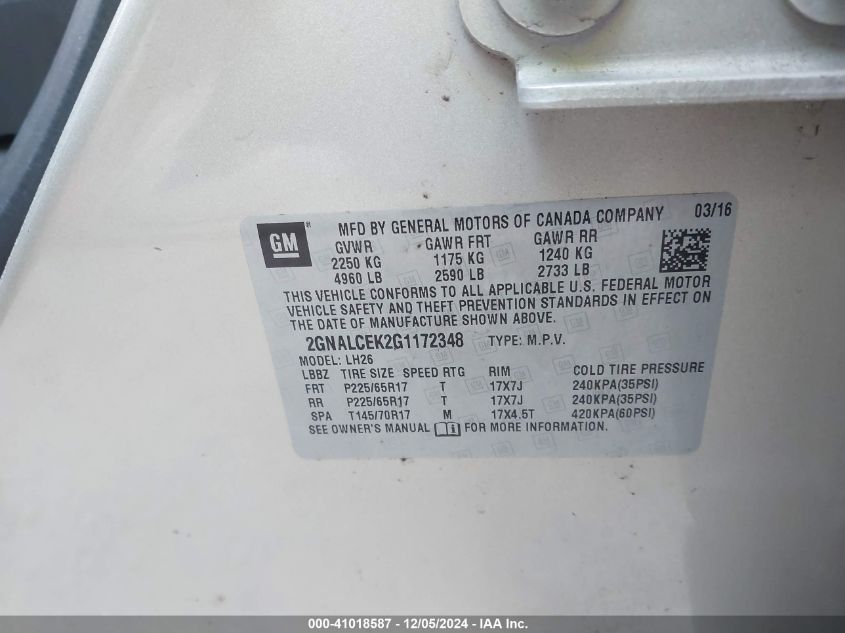 GM ®
MFD BY GENERAL MOTORS OF CANADA COMPANY 03/16
GVWR GAWR FRT GAWR RR
2250 KG 1175 KG 1240 KG
4960 LB 2590 LB 2733 LB
THIS VEHICLE CONFORMS TO ALL APPLICABLE U.S. FEDERAL MOTOR
VEHICLE SAFETY AND THEFT PREVENTION STANDARDS IN EFFECT ON
THE DATE OF MANUFACTURE SHOWN ABOVE.
2GNALCEK2G1172348 TYPE: M.P.V.
MODEL: LH26
LBBZ TIRE SIZE SPEED RTG RIM COLD TIRE PRESSURE
FRT P225/65R17 T 17X7J 240KPA(35PSI)
RR P225/65R17 T 17X7J 240KPA(35PSI)
SPA T145/70R17 M 17X4.5T 420KPA(60PSI)
SEE OWNER'S MANUAL i FOR MORE INFORMATION.
000-41018587 - 12/05/2024 - IAA Inc.